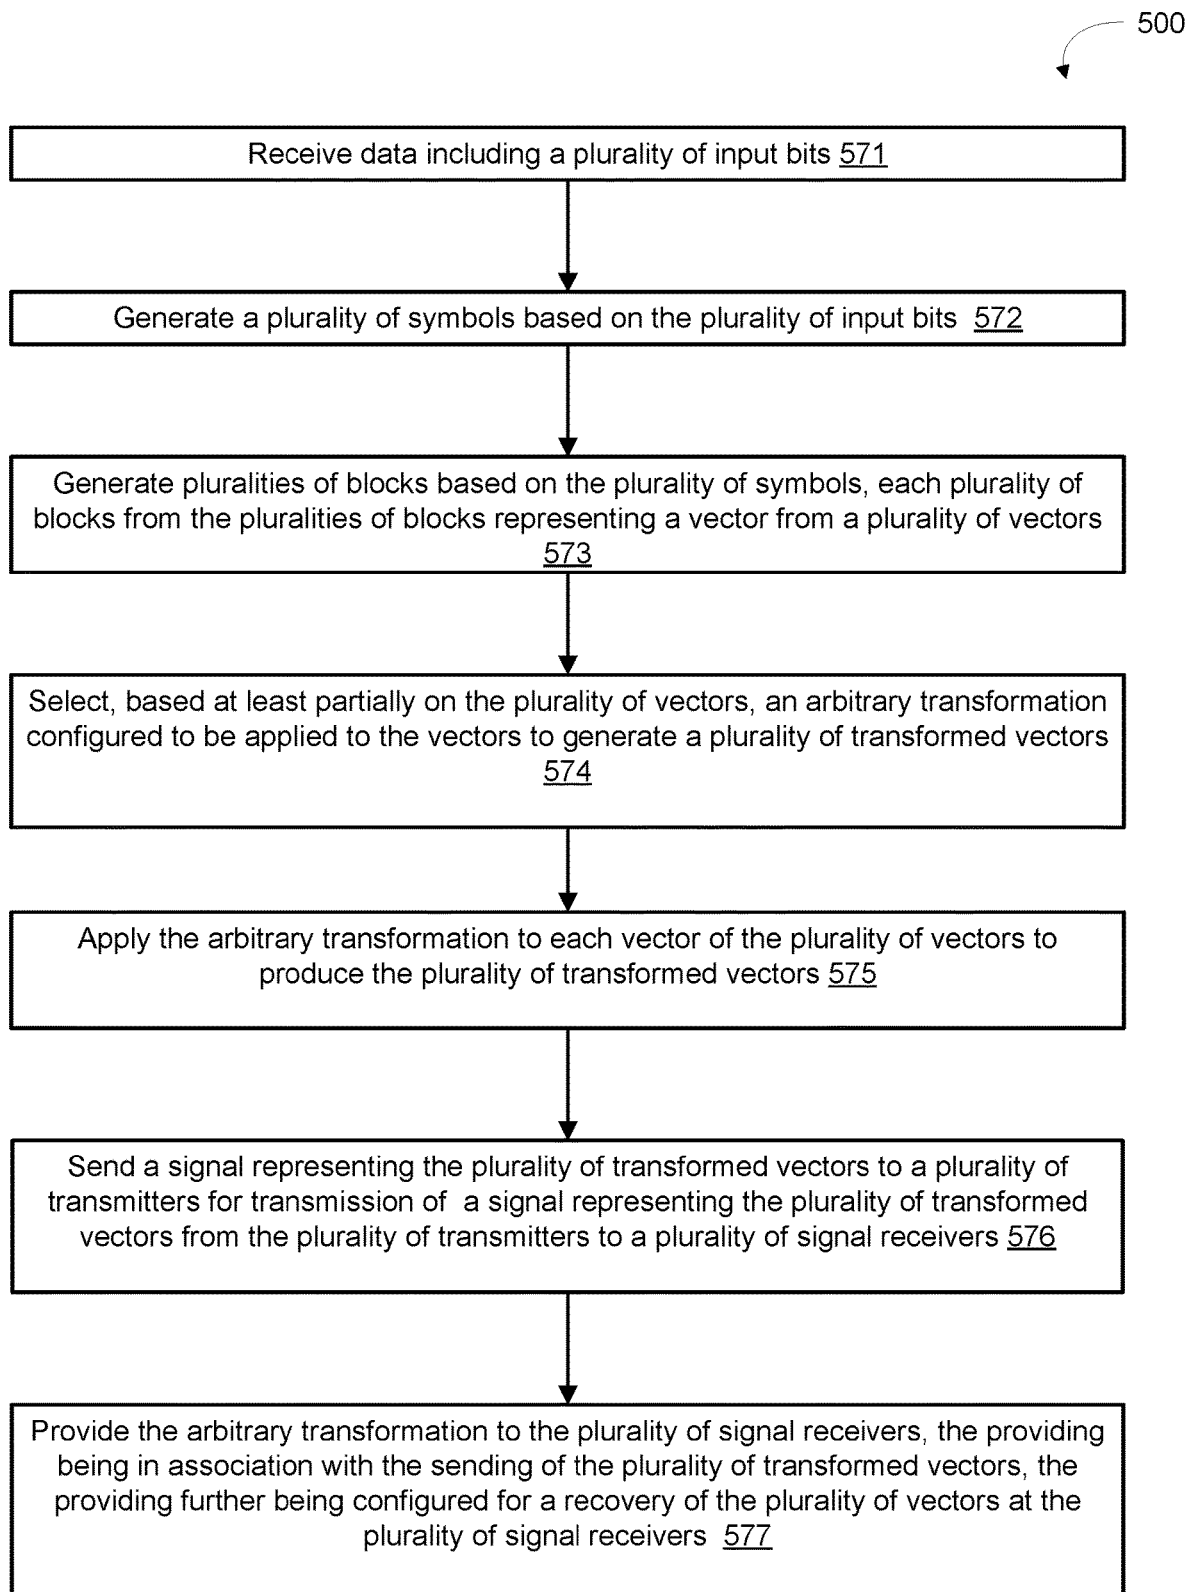 500
Receive data including a plurality of input bits 571
Generate a plurality of symbols based on the plurality of input bits 572
Generate pluralities of blocks based on the plurality of symbols, each plurality of
blocks from the pluralities of blocks representing a vector from a plurality of vectors
573
Select, based at least partially on the plurality of vectors, an arbitrary transformation
configured to be applied to the vectors to generate a plurality of transformed vectors
574
Apply the arbitrary transformation to each vector of the plurality of vectors to
produce the plurality of transformed vectors 575
Send a signal representing the plurality of transformed vectors to a plurality of
transmitters for transmission of a signal representing the plurality of transformed
vectors from the plurality of transmitters to a plurality of signal receivers 576
Provide the arbitrary transformation to the plurality of signal receivers, the providing
being in association with the sending of the plurality of transformed vectors, the
providing further being configured for a recovery of the plurality of vectors at the
plurality of signal receivers 577